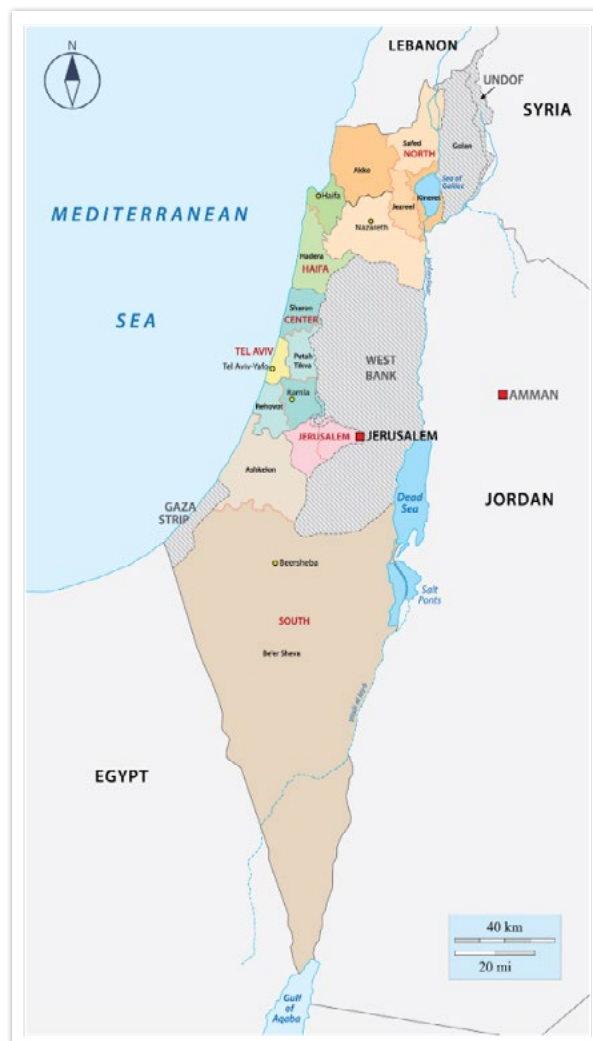 N
LEBANON
UNDOF
SYRIA
Safed
NORTH
Golan
Akko
Sea of
Galilee
Kineret
Jezreel
Haifa
Nazareth
MEDITERRANEAN
SEA
Hadera
HAIFA
Sharon
CENTER
TEL AVIV
Tel Aviv-Yafo
Petah
Tikva
WEST
BANK
Ramla
Rehovot
AMMAN
JERUSALEM
JERUSALEM
Ashkelon
Dead
Sea
JORDAN
GAZA
STRIP
Beersheba
Salt
Ponts
SOUTH
Be'er Sheva
EGYPT
40 km
20 mi
Gulf
of
Aqaba